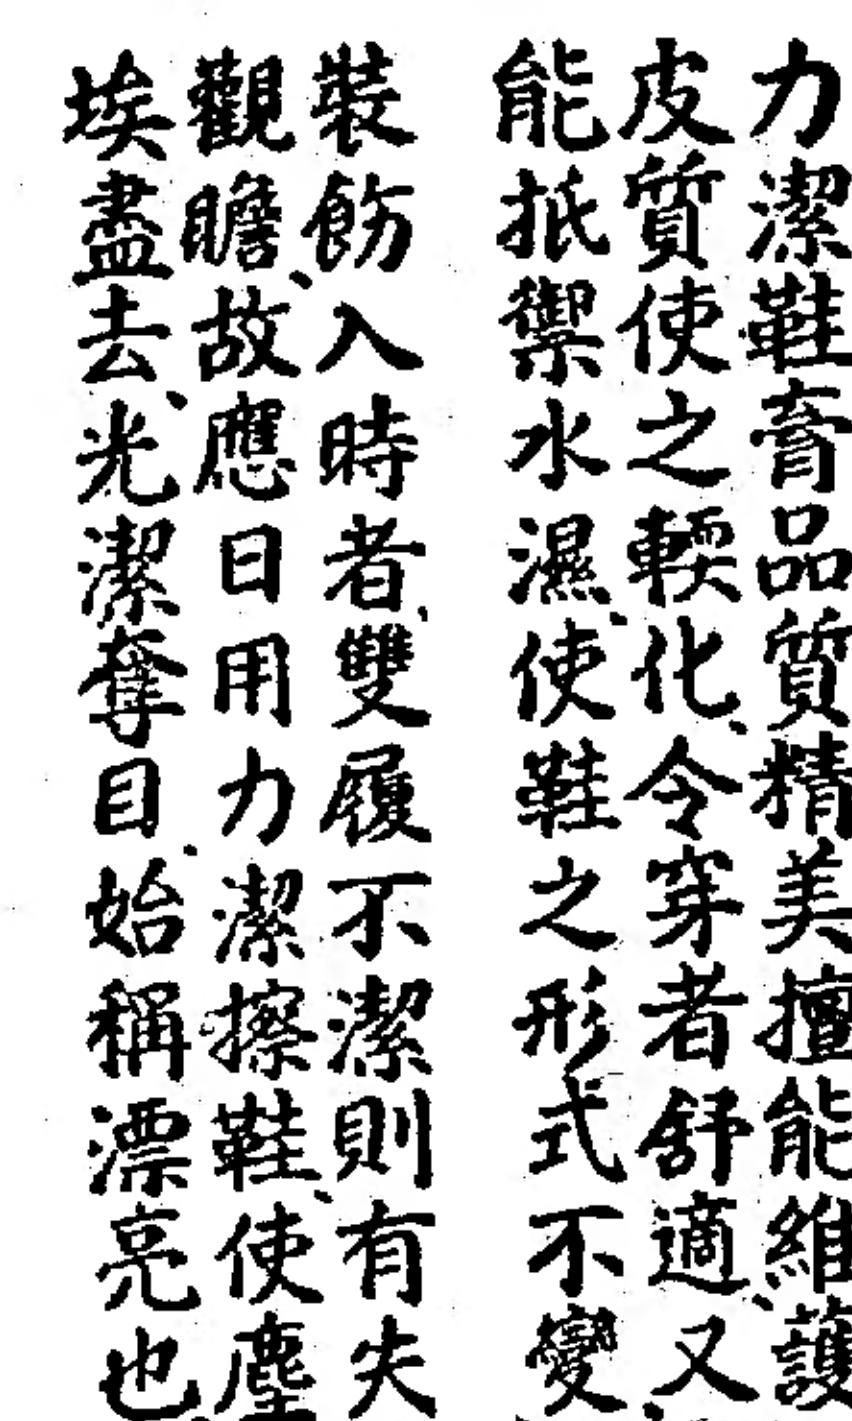 力潔鞋膏品質精美擅能維護
皮質使之輭化、令穿者舒適、又
能抵禦水濕、使鞋之形式不變
裝飭入時者、雙履不潔則有失
觀瞻、故應日用力潔擦鞋、使塵
埃盡去、光潔奪目、始稱漂亮也